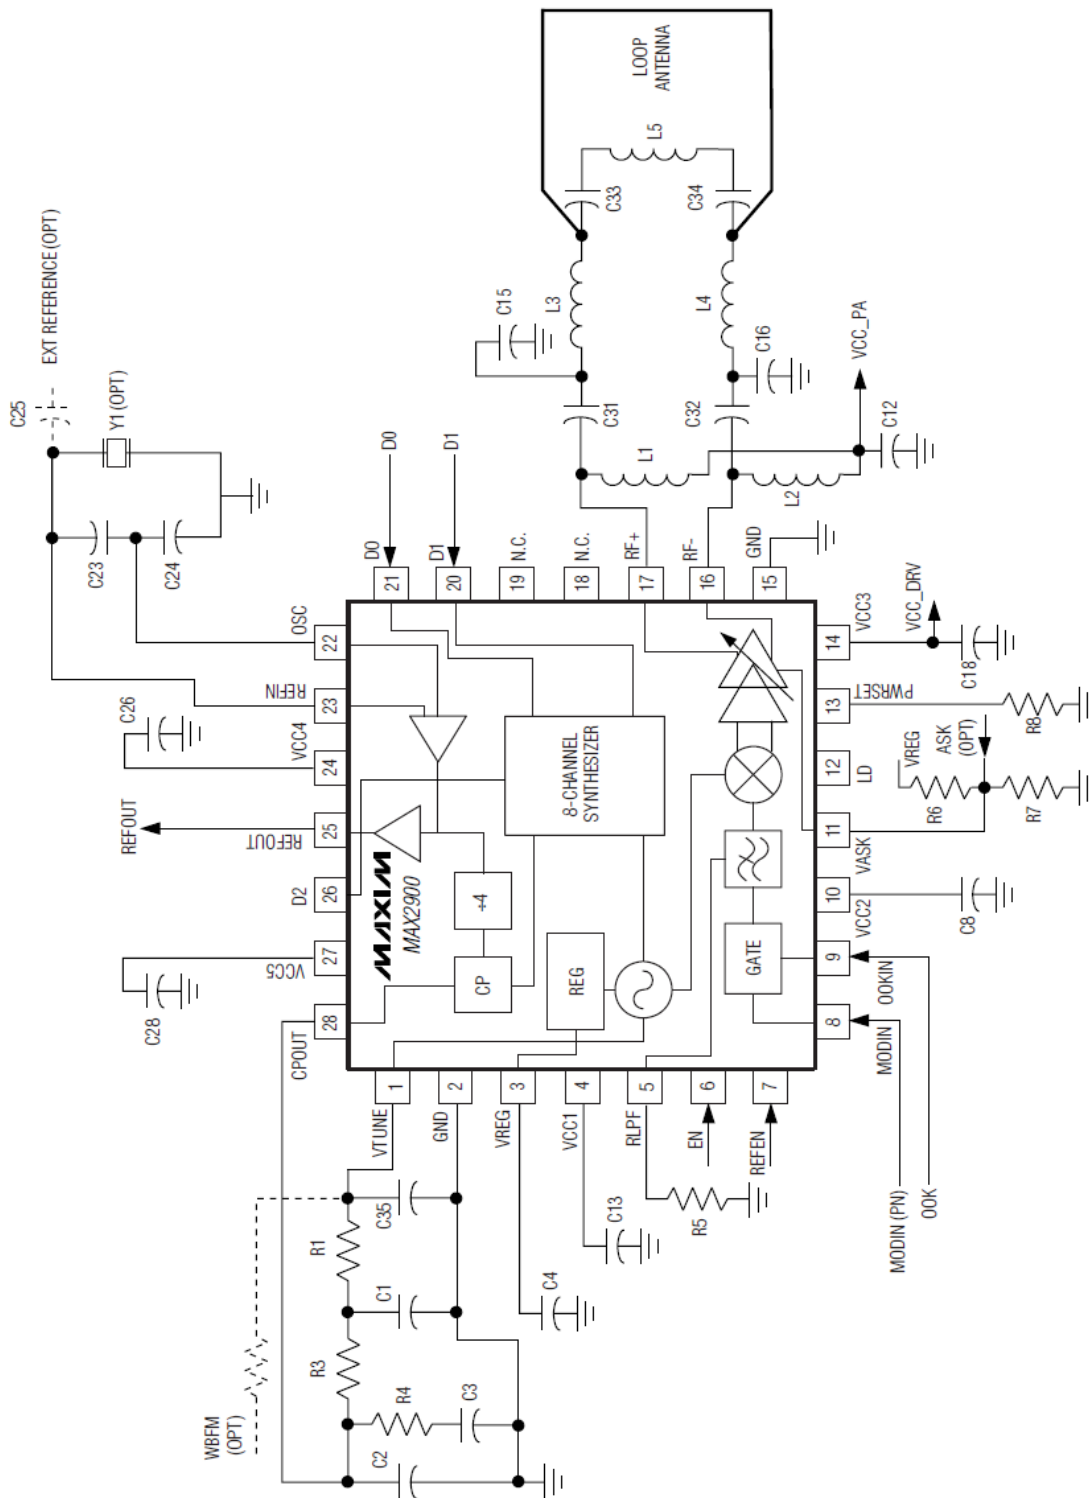 LOOP
ANTENNA
L5
C33
C34
EXT REFERENCE (OPT)
C25
Y1 (OPT)
C23
C24
C15
L3
L4
C16
VCC_PA
C31
C32
L1
L2
C12
D0
D1
D0
D1
N.C.
N.C.
RF+
RF-
GND
21
20
19
18
17
16
15
OSC
22
REFIN
23
C26
VCC4
24
REFOUT
REFOUT
25
D2
26
VCC5
27
C28
CPOUT
28
MAXIM
MAX2900
8-CHANNEL
SYNTHESIZER
÷4
CP
REG
GATE
14
VCC3
VCC_DRV
C18
13
PWRSET
R8
12
LD
VREG
ASK
(OPT)
R6
R7
11
VASK
10
VCC2
C8
9
OOKIN
8
MODIN
1
2
3
4
5
6
7
VTUNE
GND
VREG
VCC1
RLPF
EN
REFEN
C35
R1
C1
R3
R4
C3
C2
WBFM
(OPT)
C4
C13
R5
MODIN (PN)
OOK